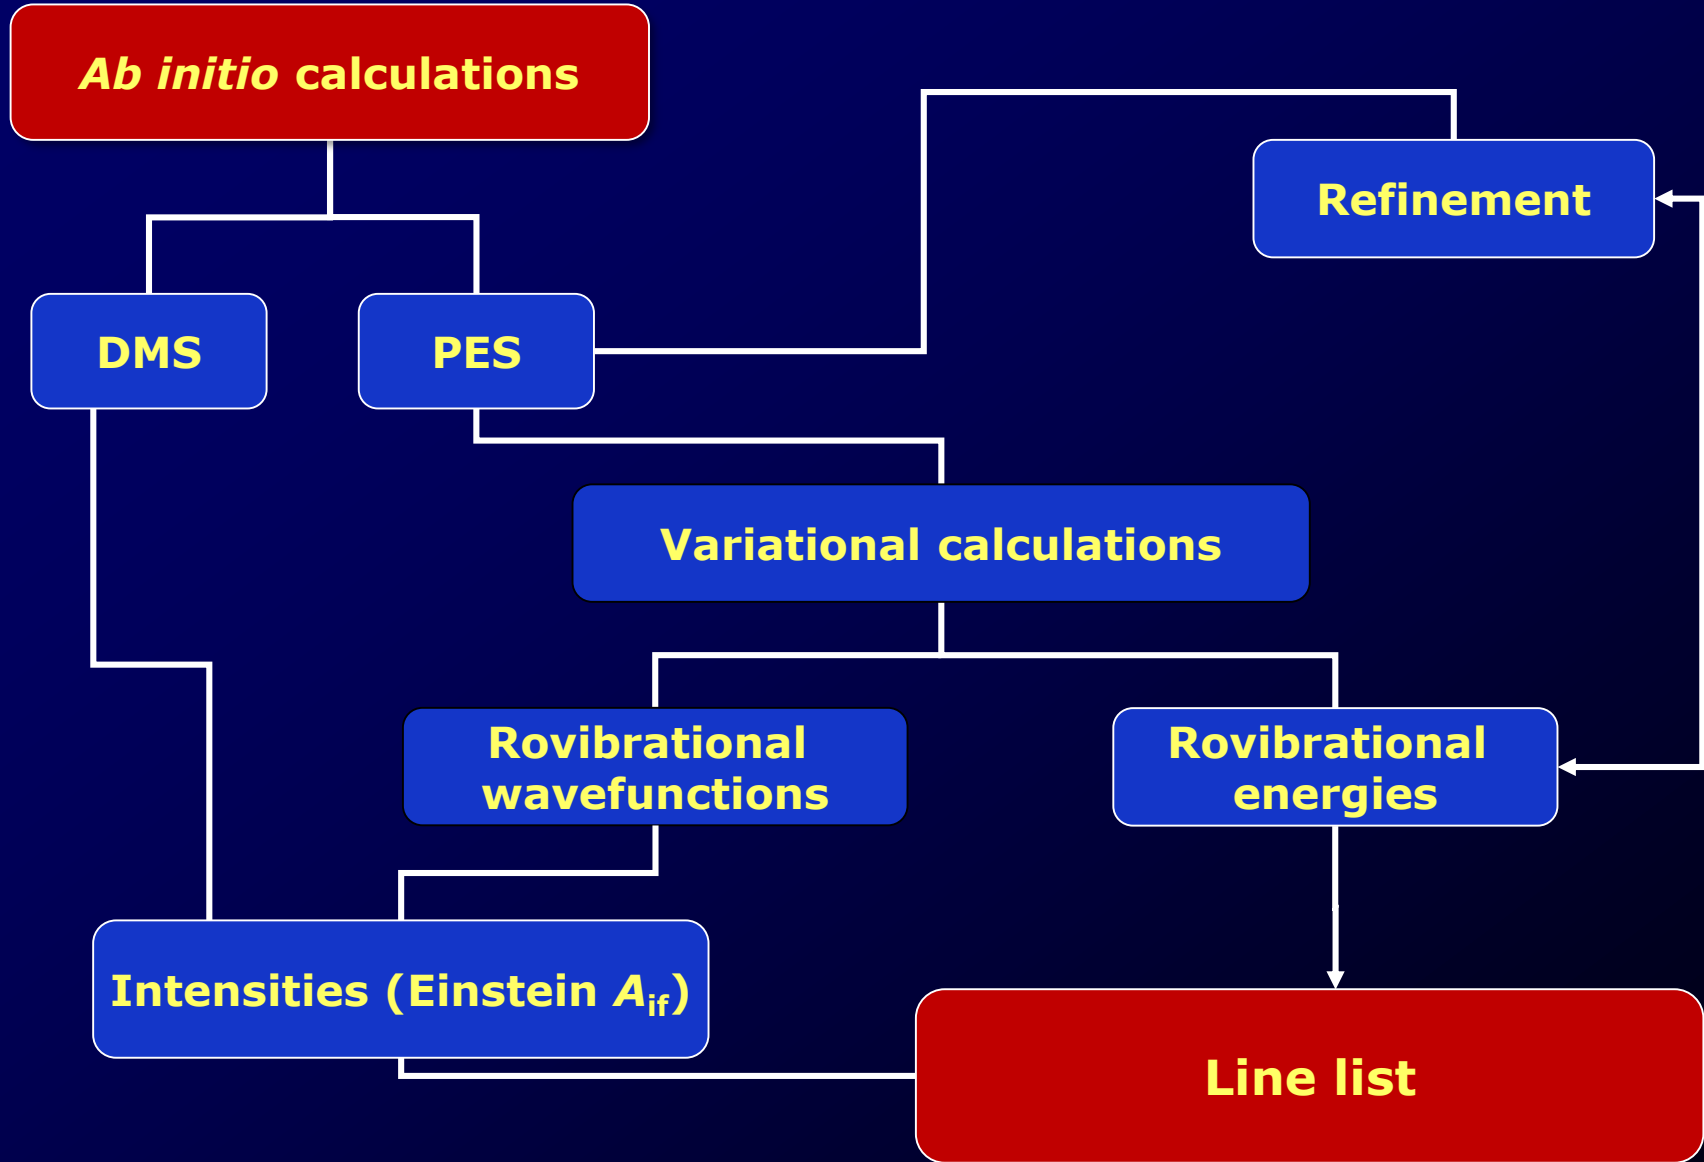 Ab initio calculations
Refinement
DMS
PES
Variational calculations
Rovibrational
wavefunctions
Rovibrational
energies
Intensities (Einstein Aif)
Line list